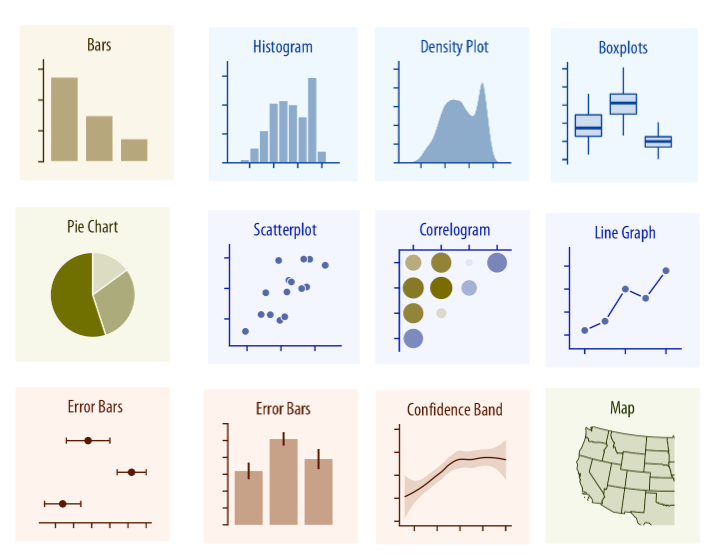 Bars
Histogram
Density Plot
Boxplots
Pie Chart
Scatterplot
Correlogram
Line Graph
Error Bars
Error Bars
Confidence Band
Map